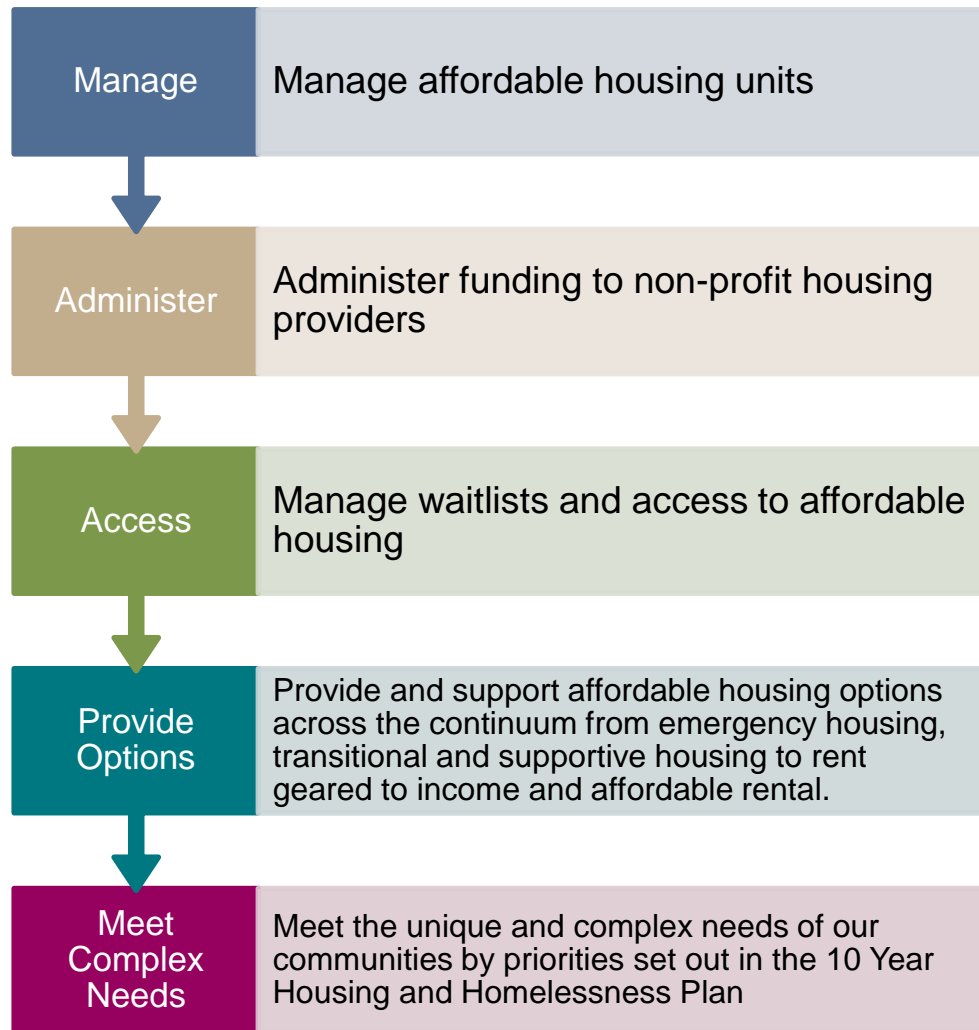 Manage
Manage affordable housing units
Administer
Administer funding to non-profit housing
providers
Access
Manage waitlists and access to affordable
housing
Provide
Options
Provide and support affordable housing options
across the continuum from emergency housing,
transitional and supportive housing to rent
geared to income and affordable rental.
Meet
Complex
Needs
Meet the unique and complex needs of our
communities by priorities set out in the 10 Year
Housing and Homelessness Plan